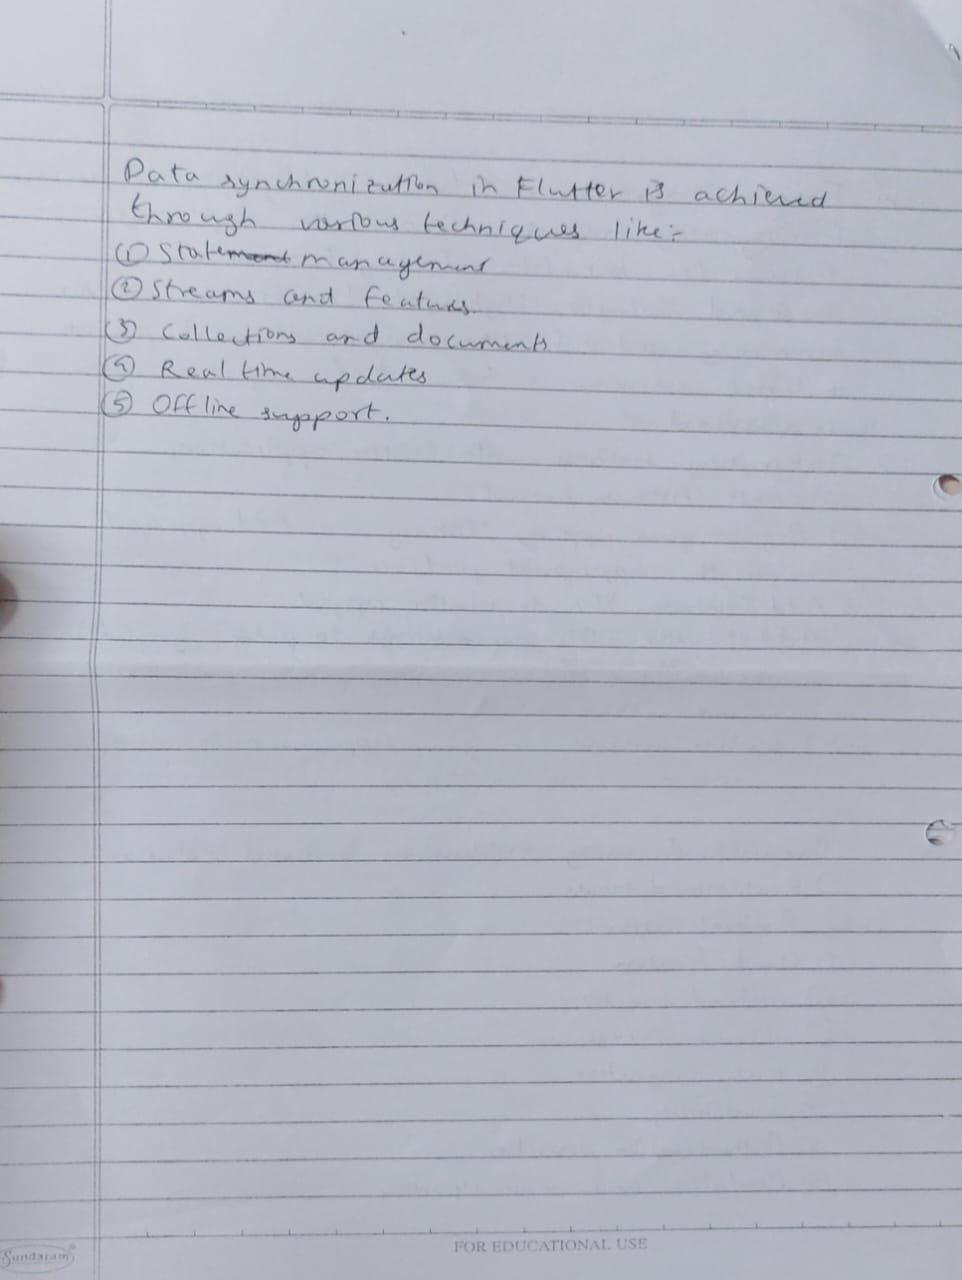 Data synchronization in Flutter is achieved
through various techniques like:-
① Statement management
② Streams and features
③ Collections and documents
④ Real time updates
⑤ Offline support.
FOR EDUCATIONAL USE
Sundaram